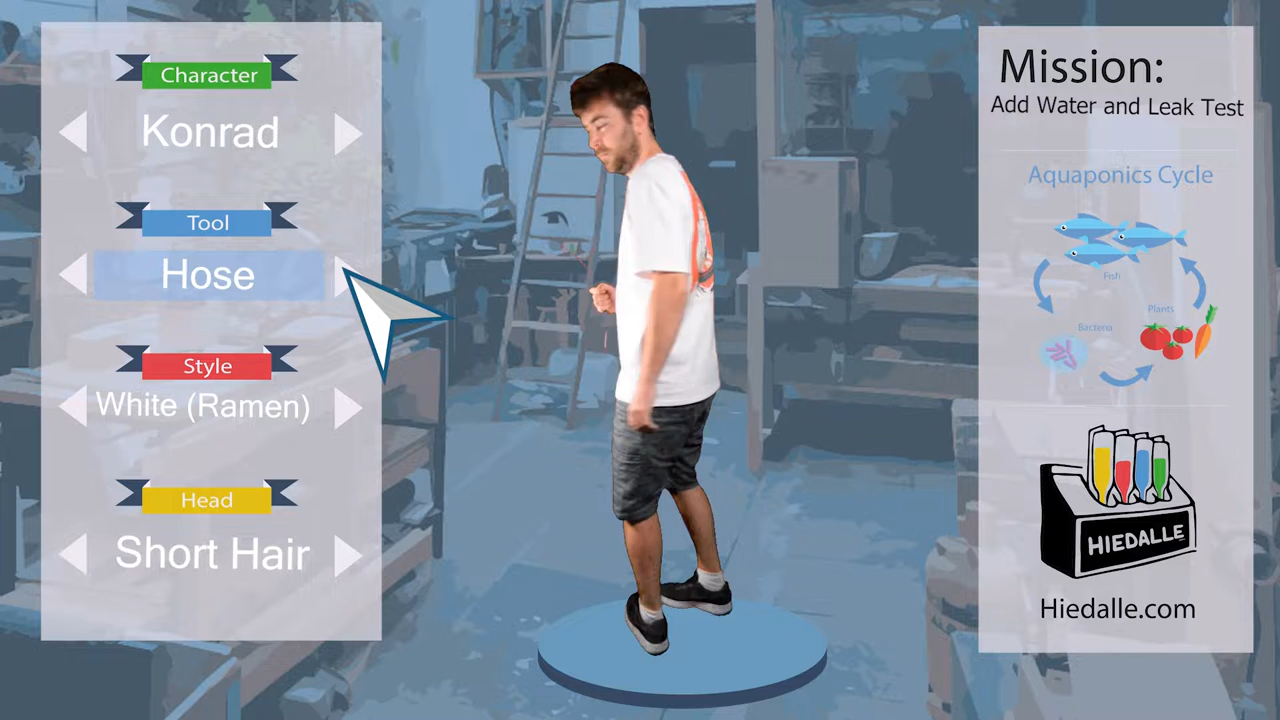 Character
Konrad
Tool
Hose
Style
White (Ramen)
Head
Short Hair
Mission:
Add Water and Leak Test
Aquaponics Cycle
Fish
Plants
Bacteria
HIEDALLE
Hiedalle.com